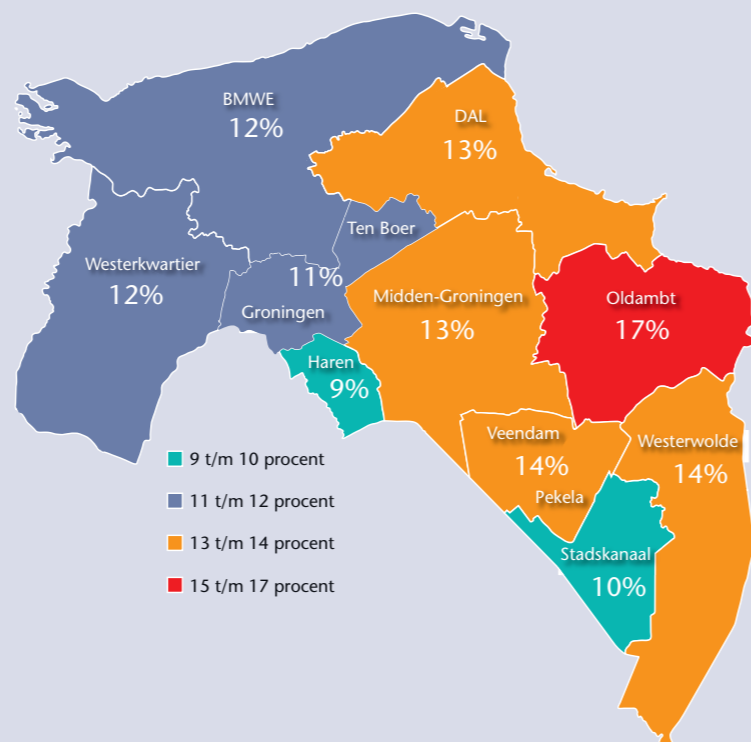 BMWE
12%
DAL
13%
Ten Boer
Westerkwartier
12%
11%
Groningen
Midden-Groningen
13%
Oldambt
17%
Haren
9%
Veendam
14%
Pekela
Westerwolde
14%
Stadskanaal
10%
9 t/m 10 procent
11 t/m 12 procent
13 t/m 14 procent
15 t/m 17 procent